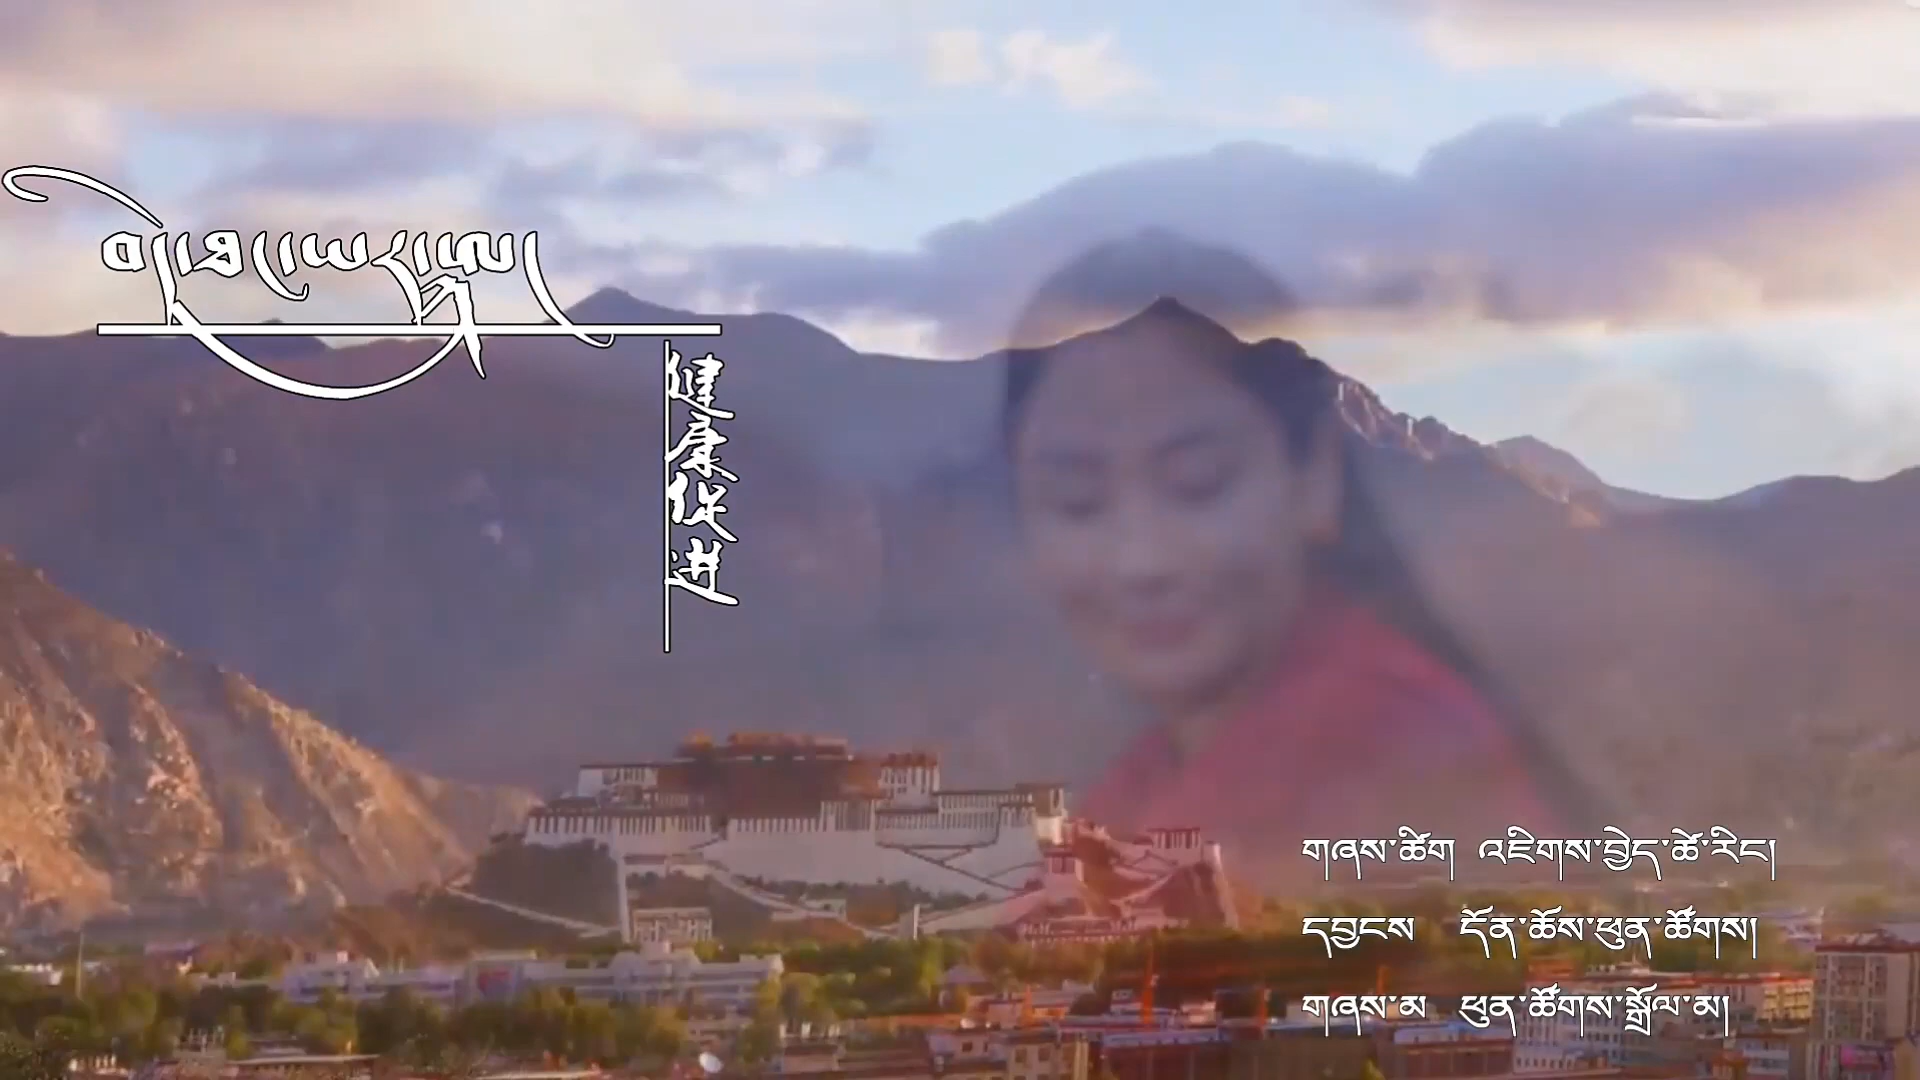 健康促进
གཞས་ཚིག འཇིགས་བྱེད་ཚེ་རིང།
དབྱངས དོན་ཆོས་ཕུན་ཚོགས།
གཞས་མ ཕུན་ཚོགས་སྒྲོལ་མ།